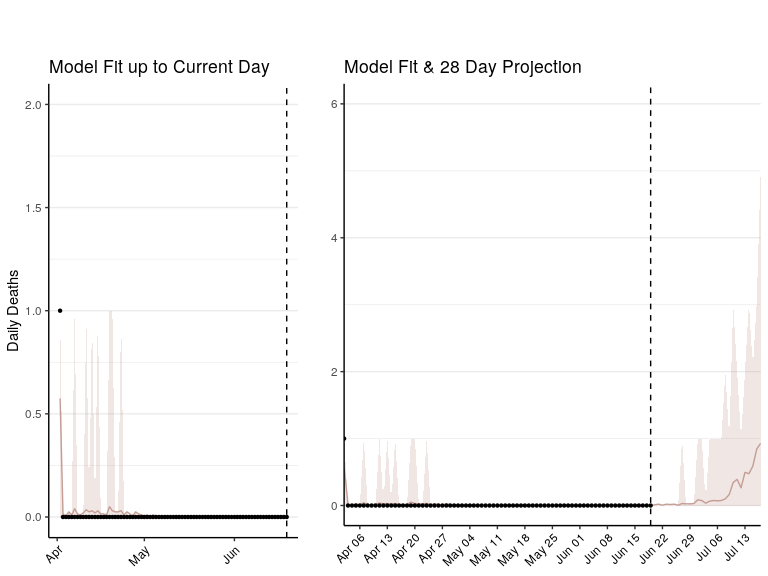 Model Fit up to Current Day
Model Fit & 28 Day Projection
Daily Deaths
2.0
1.5
1.0
0.5
0.0
Apr
May
Jun
6
4
2
0
Apr 06
Apr 13
Apr 20
Apr 27
May 04
May 11
May 18
May 25
Jun 01
Jun 08
Jun 15
Jun 22
Jun 29
Jul 06
Jul 13